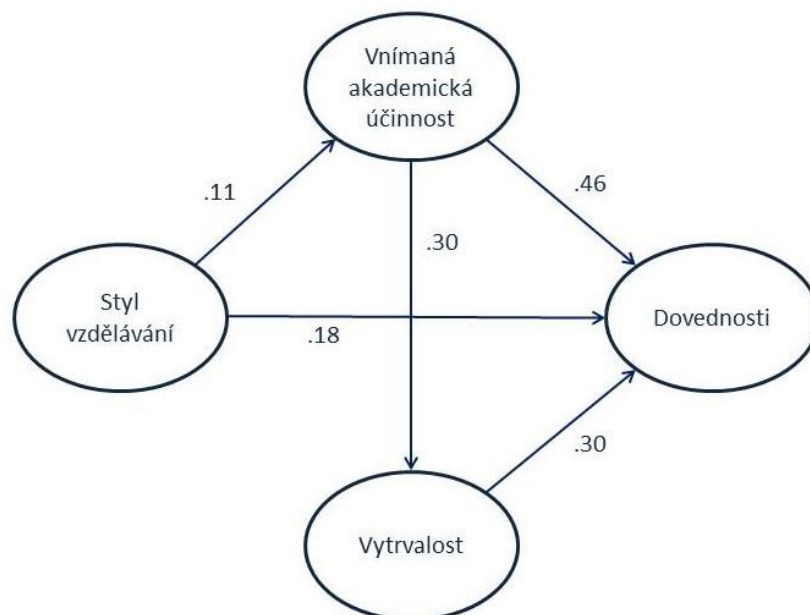 Vnímaná
akademická
účinnost
.11
.46
.30
Styl
vzdělávání
.18
Dovednosti
.30
Vytrvalost